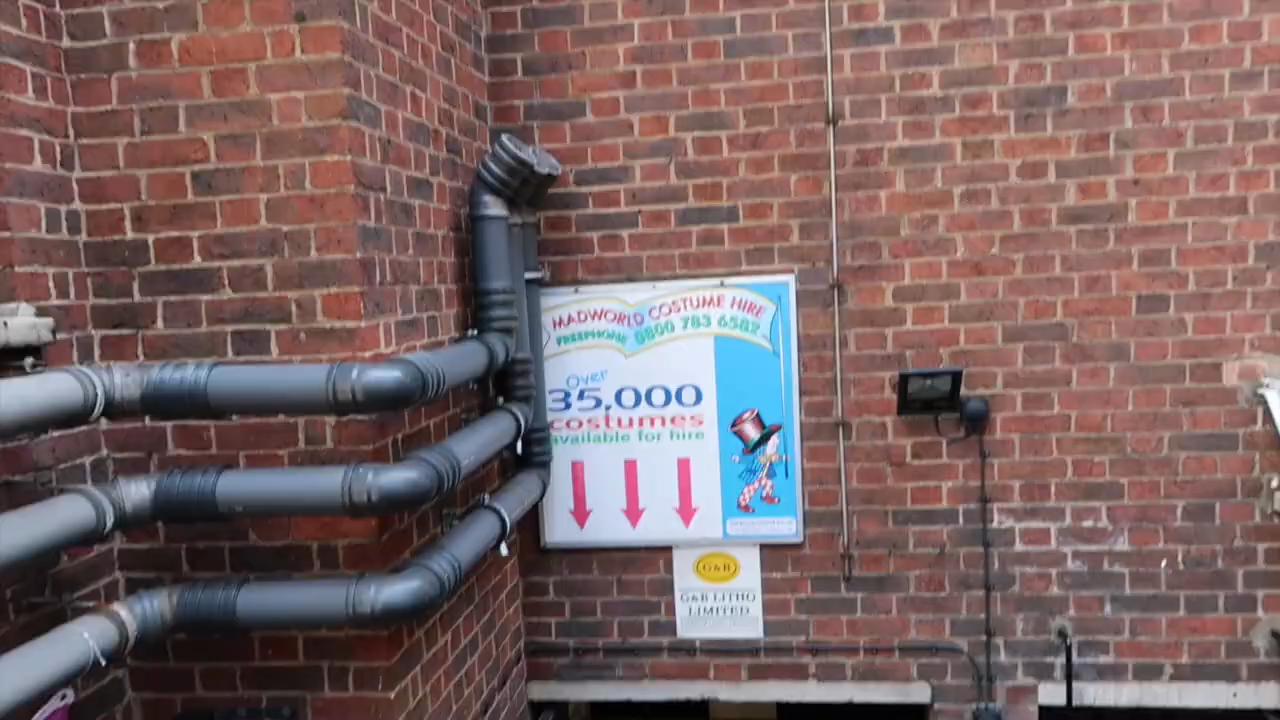 MADWORLD COSTUME HIRE
FREEPHONE 0800 783 6582
Over
35,000
costumes
available for hire
G&B
G&B LITHO
LIMITED